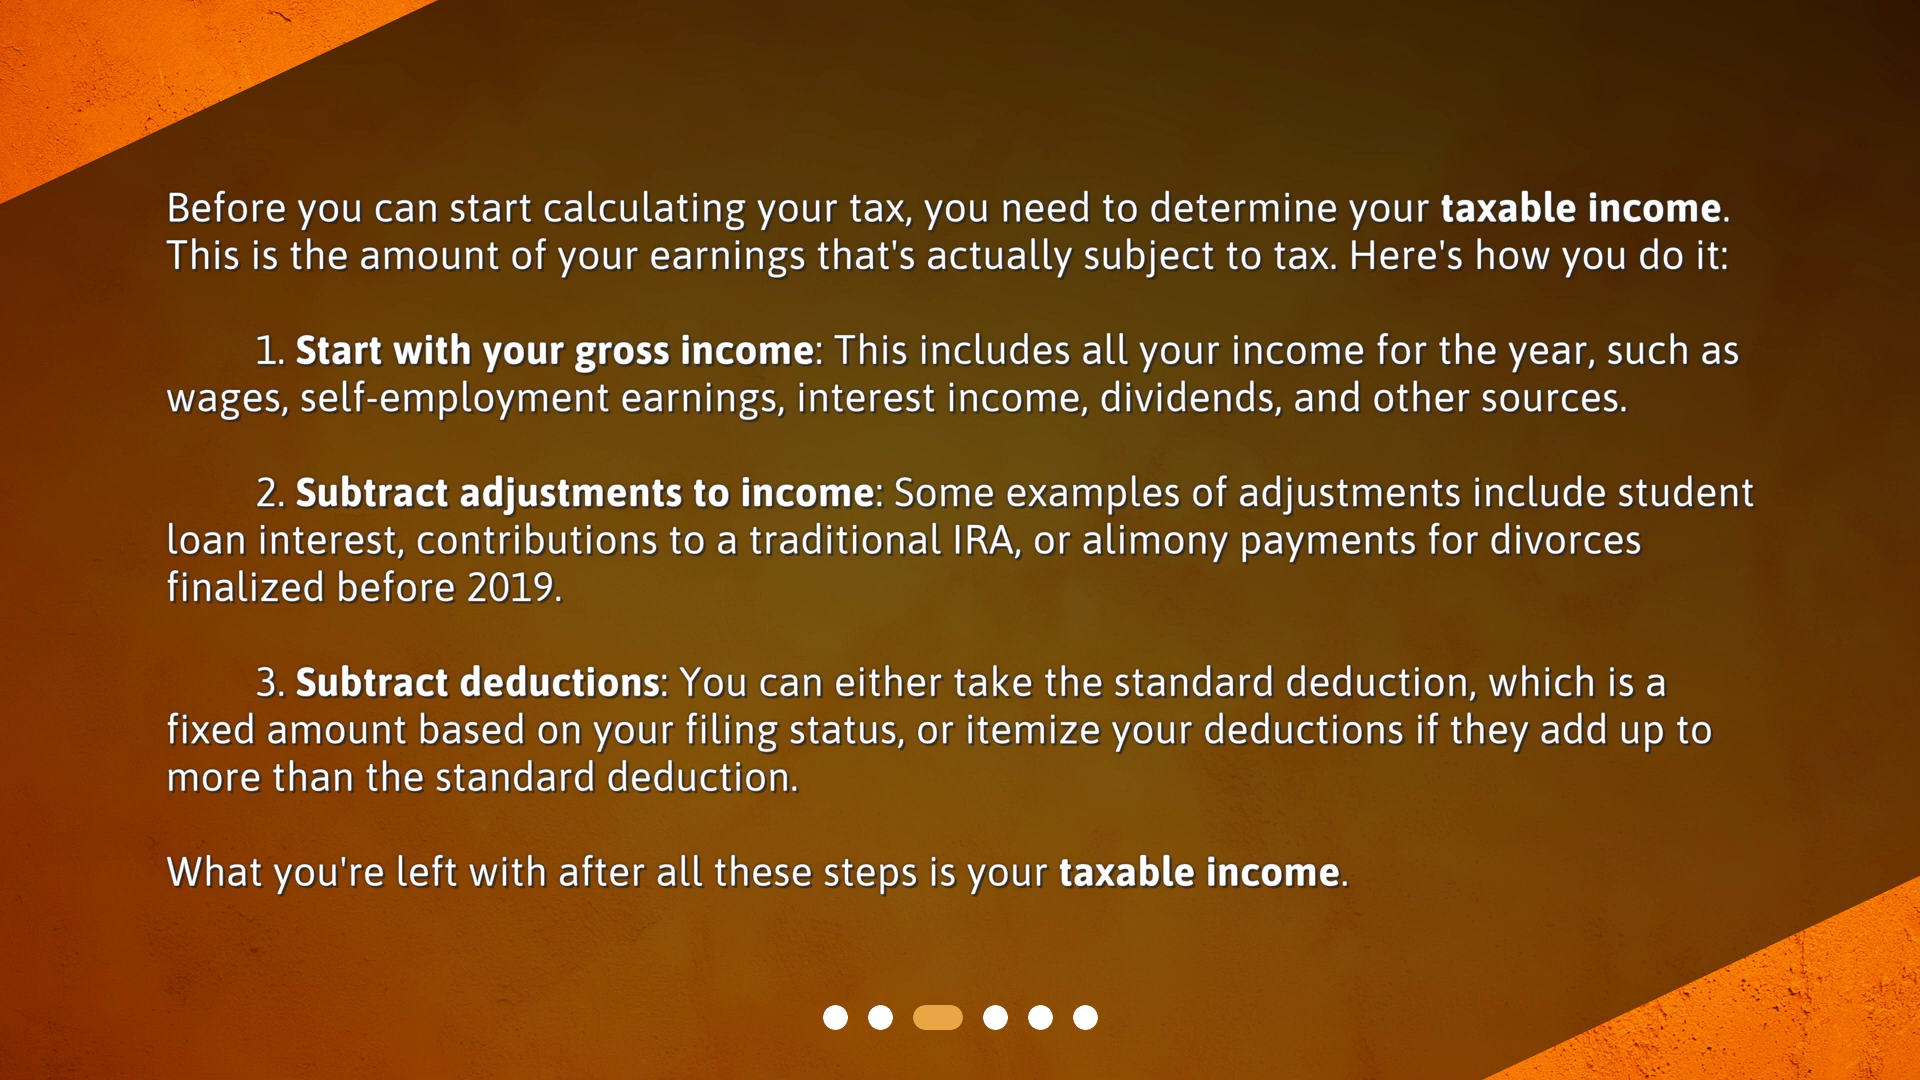 Before you can start calculating your tax, you need to determine your taxable income.
This is the amount of your earnings that's actually subject to tax. Here's how you do it:
1. Start with your gross income: This includes all your income for the year, such as
wages, self-employment earnings, interest income, dividends, and other sources.
2. Subtract adjustments to income: Some examples of adjustments include student
loan interest, contributions to a traditional IRA, or alimony payments for divorces
finalized before 2019.
3. Subtract deductions: You can either take the standard deduction, which is a
fixed amount based on your filing status, or itemize your deductions if they add up to
more than the standard deduction.
What you're left with after all these steps is your taxable income.